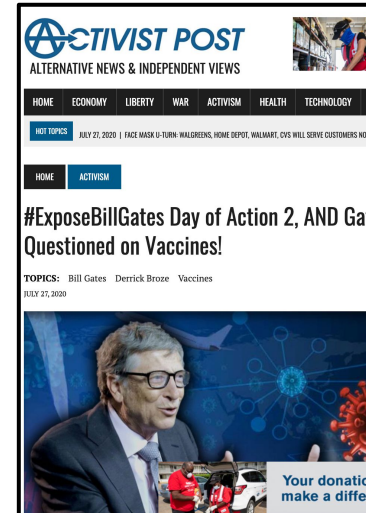 ACTIVIST POST
ALTERNATIVE NEWS & INDEPENDENT VIEWS
HOME ECONOMY LIBERTY WAR ACTIVISM HEALTH TECHNOLOGY
HOT TOPICS JULY 27, 2020 | FACE MASK U-TURN: WALGREENS, HOME DEPOT, WALMART, CVS WILL SERVE CUSTOMERS NO
HOME ACTIVISM
#ExposeBillGates Day of Action 2, AND Ga
Questioned on Vaccines!
TOPICS: Bill Gates Derrick Broze Vaccines
JULY 27, 2020
Your donatio
make a diffe